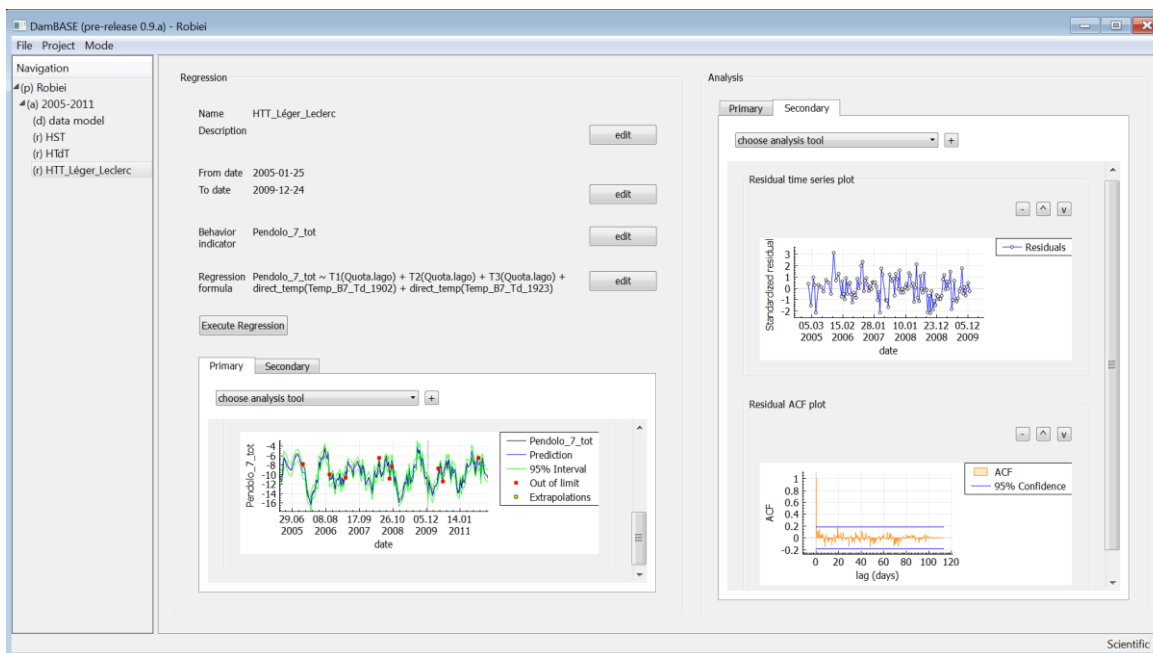 DamBASE (pre-release 0.9.a) - Robiei
File Project Mode
Navigation
(p) Robiei
(a) 2005-2011
(d) data model
(r) HST
(r) HTdT
(r) HTT_Léger_Leclerc
Regression
Name HTT_Léger_Leclerc
Description
edit
From date 2005-01-25
To date 2009-12-24
edit
Behavior
indicator
Pendolo_7_tot
edit
Regression
formula
Pendolo_7_tot ~ T1(Quota.lago) + T2(Quota.lago) + T3(Quota.lago) +
direct_temp(Temp_B7_Td_1902) + direct_temp(Temp_B7_Td_1923)
edit
Execute Regression
Primary Secondary
choose analysis tool +
Pendolo_7_tot
-4
-6
-8
-10
-12
-14
-16
29.06 08.08 17.09 26.10 05.12 14.01
2005 2006 2007 2008 2009 2011
date
Pendolo_7_tot
Prediction
95% Interval
Out of limit
Extrapolations
Analysis
Primary Secondary
choose analysis tool +
Residual time series plot
- ^ v
Standardized residual
3
2
1
0
-1
-2
05.03 15.02 28.01 10.01 23.12 05.12
2005 2006 2007 2008 2008 2009
date
Residuals
Residual ACF plot
- ^ v
ACF
1
0.8
0.6
0.4
0.2
0
-0.2
0 20 40 60 80 100 120
lag (days)
ACF
95% Confidence
Scientific